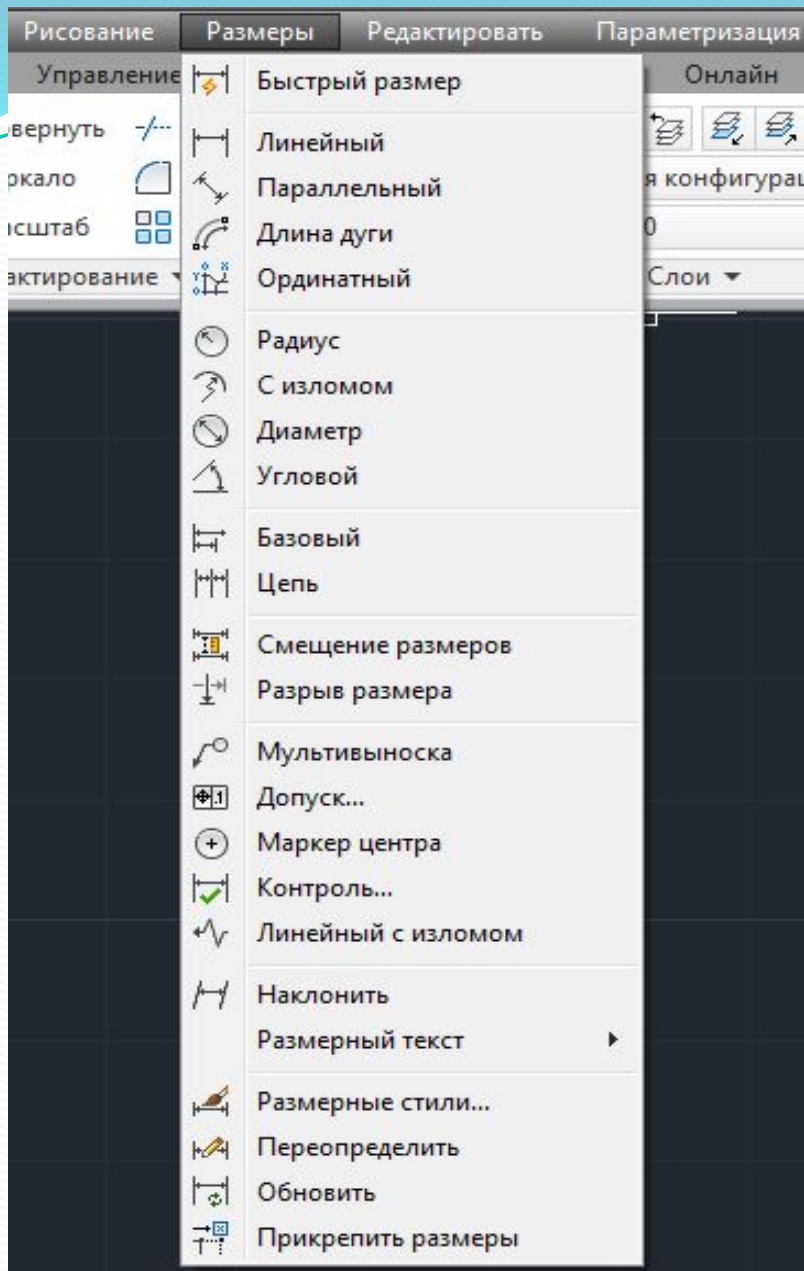 Рисование Размеры Редактировать Параметризация
Управление Онлайн
Быстрый размер
Линейный
Параллельный
Длина дуги
Ординатный
Слои
Радиус
С изломом
Диаметр
Угловой
Базовый
Цепь
Смещение размеров
Разрыв размера
Мультивыноска
Допуск...
Маркер центра
Контроль...
Линейный с изломом
Наклонить
Размерный текст
Размерные стили...
Переопределить
Обновить
Прикрепить размеры